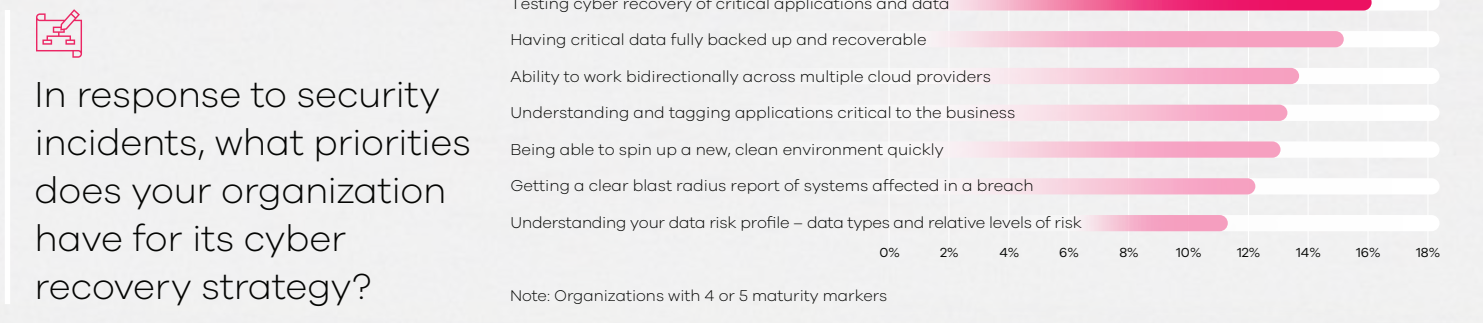 In response to security
incidents, what priorities
does your organization
have for its cyber
recovery strategy?
Testing cyber recovery of critical applications and data
Having critical data fully backed up and recoverable
Ability to work bidirectionally across multiple cloud providers
Understanding and tagging applications critical to the business
Being able to spin up a new, clean environment quickly
Getting a clear blast radius report of systems affected in a breach
Understanding your data risk profile – data types and relative levels of risk
0% 2% 4% 6% 8% 10% 12% 14% 16% 18%
Note: Organizations with 4 or 5 maturity markers